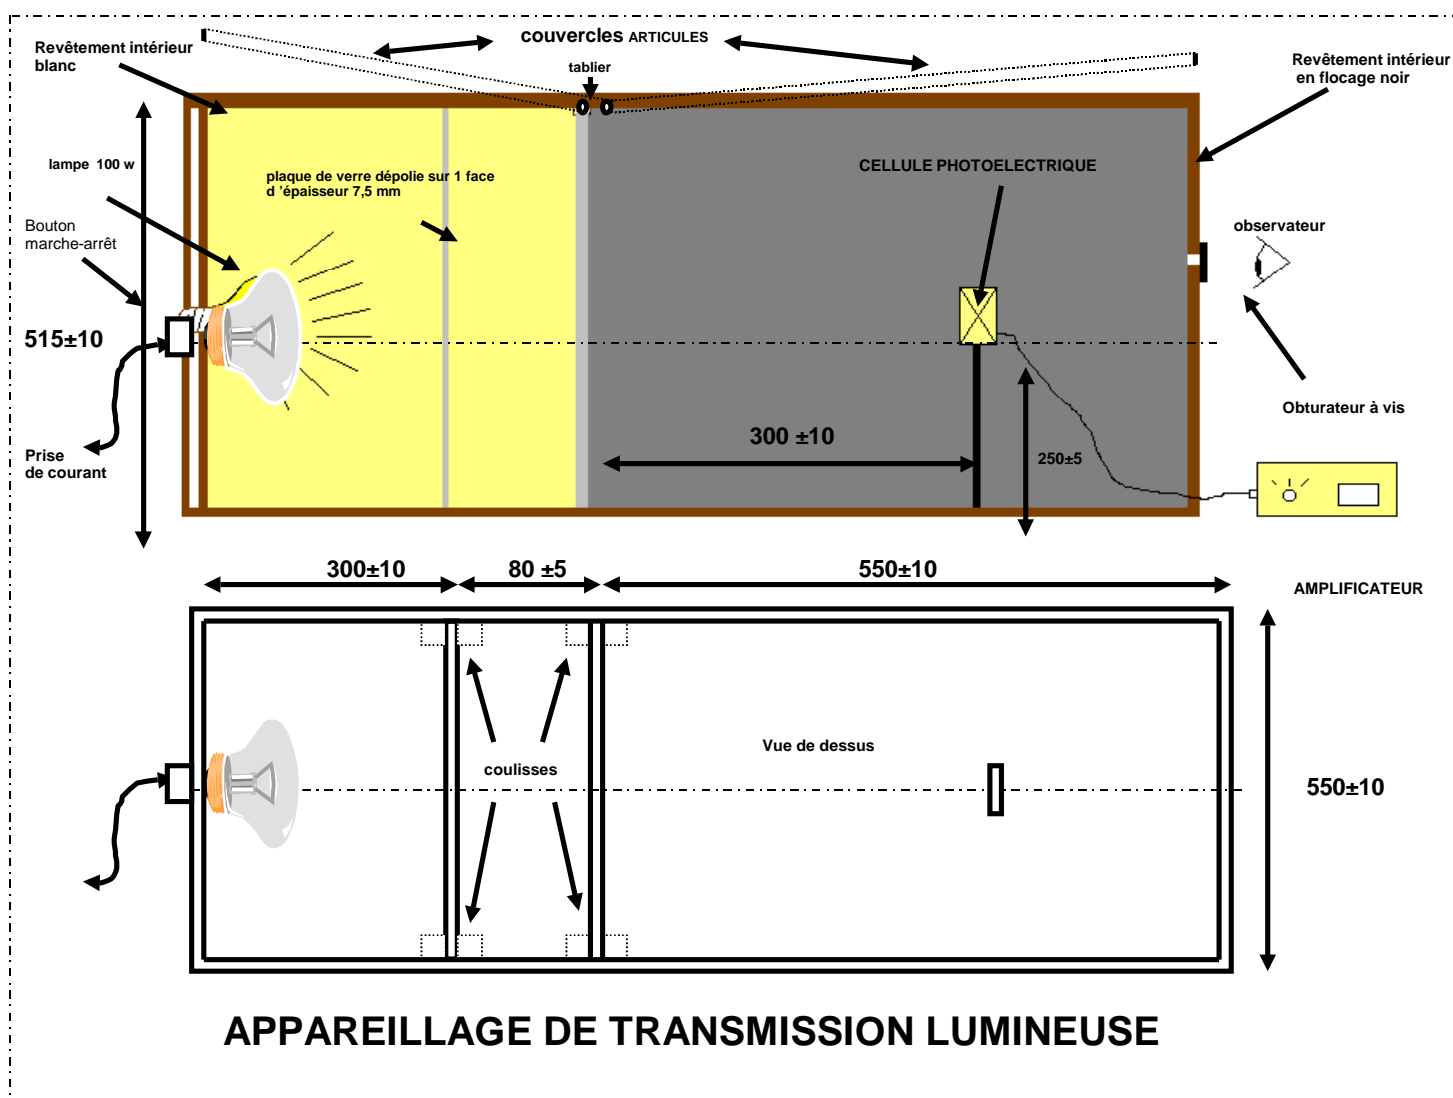 couvercles ARTICULES
Revêtement intérieur
blanc
tablier
Revêtement intérieur
en flocage noir
lampe 100 w
plaque de verre dépolie sur 1 face
d 'épaisseur 7,5 mm
CELLULE PHOTOELECTRIQUE
Bouton
marche-arrêt
observateur
515±10
Obturateur à vis
300 ±10
250±5
Prise
de courant
300±10
80 ±5
550±10
AMPLIFICATEUR
Vue de dessus
coulisses
550±10
APPAREILLAGE DE TRANSMISSION LUMINEUSE